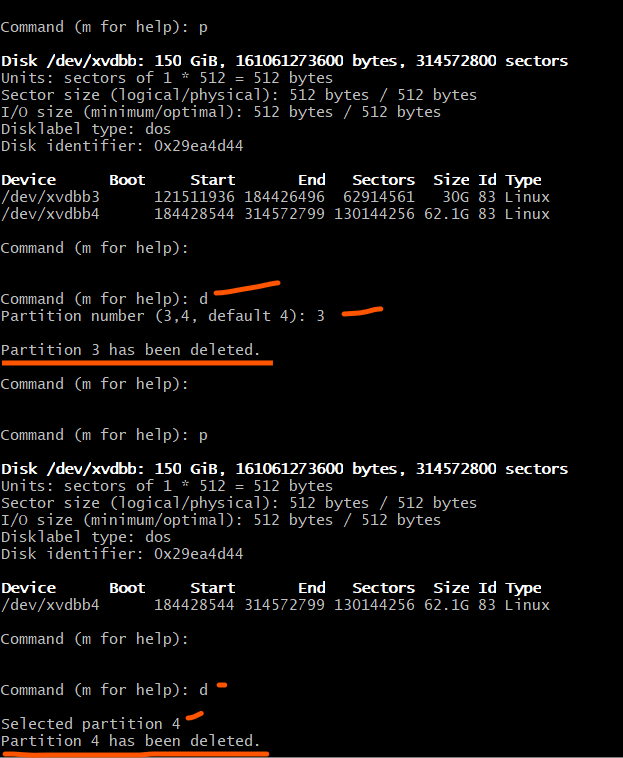 Command (m for help): p
Disk /dev/xvdbb: 150 GiB, 161061273600 bytes, 314572800 sectors
Units: sectors of 1 * 512 = 512 bytes
Sector size (logical/physical): 512 bytes / 512 bytes
I/O size (minimum/optimal): 512 bytes / 512 bytes
Disklabel type: dos
Disk identifier: 0x29ea4d44
Device Boot Start End Sectors Size Id Type
/dev/xvdbb3 121511936 184426496 62914561 30G 83 Linux
/dev/xvdbb4 184428544 314572799 130144256 62.1G 83 Linux
Command (m for help):
Command (m for help): d
Partition number (3,4, default 4): 3
Partition 3 has been deleted.
Command (m for help):
Command (m for help): p
Disk /dev/xvdbb: 150 GiB, 161061273600 bytes, 314572800 sectors
Units: sectors of 1 * 512 = 512 bytes
Sector size (logical/physical): 512 bytes / 512 bytes
I/O size (minimum/optimal): 512 bytes / 512 bytes
Disklabel type: dos
Disk identifier: 0x29ea4d44
Device Boot Start End Sectors Size Id Type
/dev/xvdbb4 184428544 314572799 130144256 62.1G 83 Linux
Command (m for help):
Command (m for help): d
Selected partition 4
Partition 4 has been deleted.